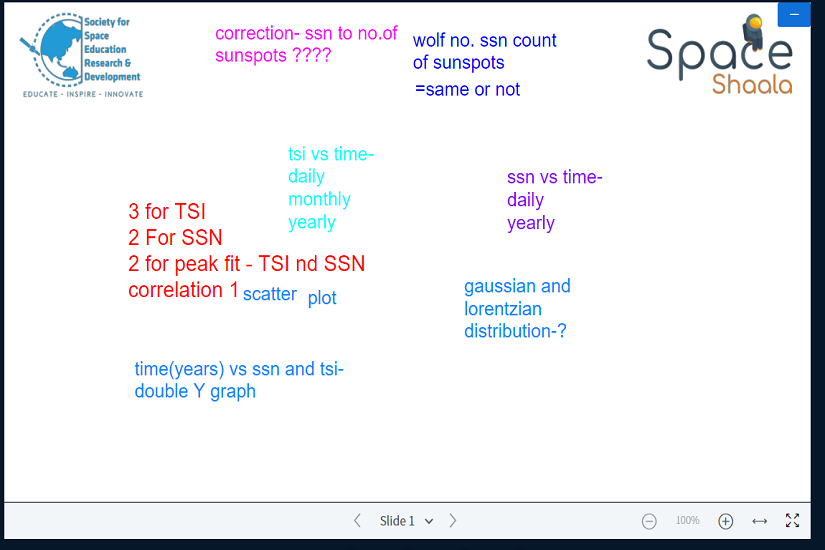 Society for
Space
Education
Research &
Development
EDUCATE - INSPIRE - INNOVATE
correction- ssn to no.of
sunspots ????
wolf no. ssn count
of sunspots
=same or not
Space
Shaala
tsi vs time-
daily
monthly
yearly
ssn vs time-
daily
yearly
3 for TSI
2 For SSN
2 for peak fit - TSI nd SSN
correlation 1 scatter plot
gaussian and
lorentzian
distribution-?
time(years) vs ssn and tsi-
double Y graph
Slide 1
100%